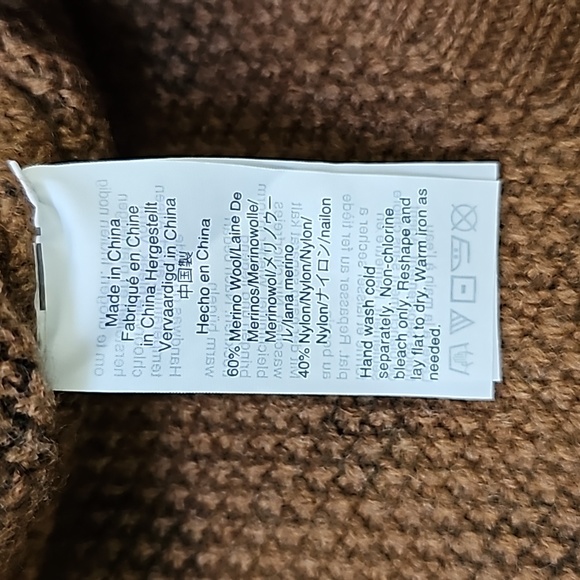 Made in China
Fabriqué en Chine
in China Hergestellt
Vervaardigd in China
中国製
Hecho en China
60% Merino Wool/Laine De
Merinos/Merinowolle/
Merinowol/メリノウー
ル/lana merino
40% Nylon/Nylon/Nylon/
Nylon/ナイロン/nailon
Hand wash cold
separately. Non-chlorine
bleach only. Reshape and
lay flat to dry. Warm iron as
needed.